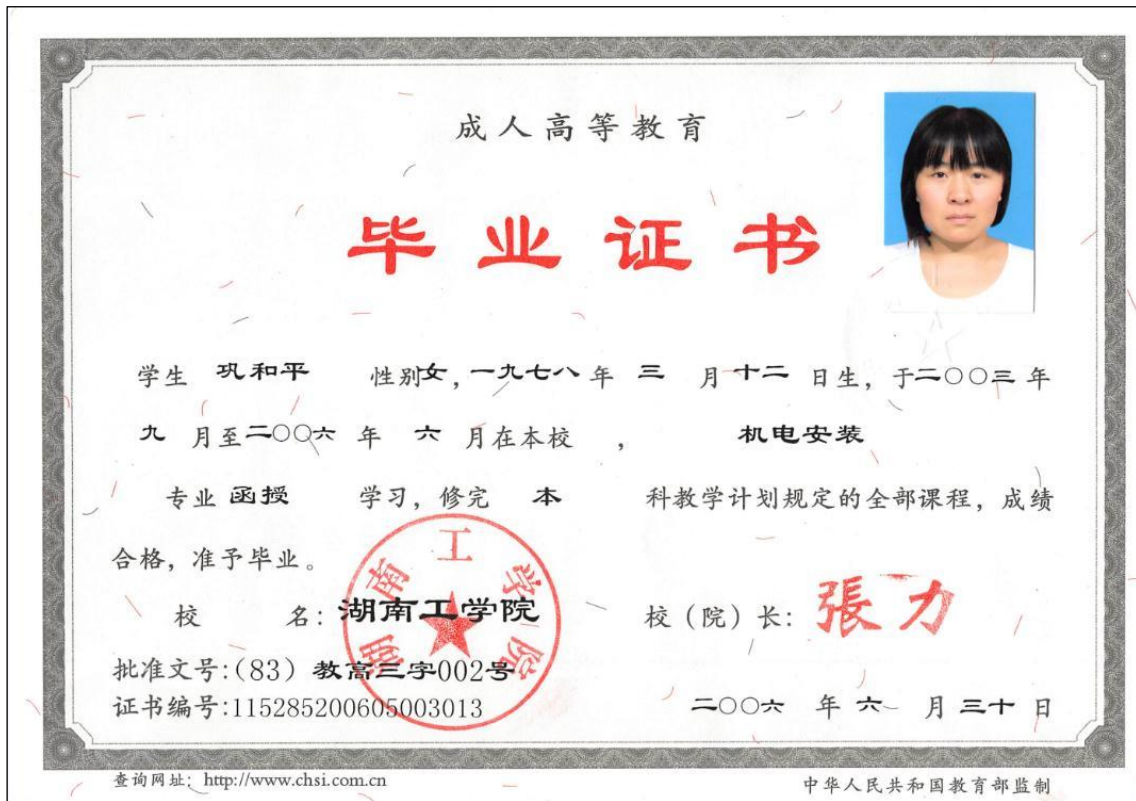 成人高等教育
毕业证书
学生 巩和平 性别女，一九七八年 三 月十二 日生，于二〇〇三年
九 月至二〇〇六 年 六 月在本校 ， 机电安装
专业 函授 学习，修完 本 科教学计划规定的全部课程，成绩
合格，准予毕业。
校 名：湖南工学院 校（院）长：張力
湖南工学院
批准文号:(83) 教高三字002号
证书编号:115285200605003013 二〇〇六 年 六 月 三十 日
查询网址：http://www.chsi.com.cn 中华人民共和国教育部监制